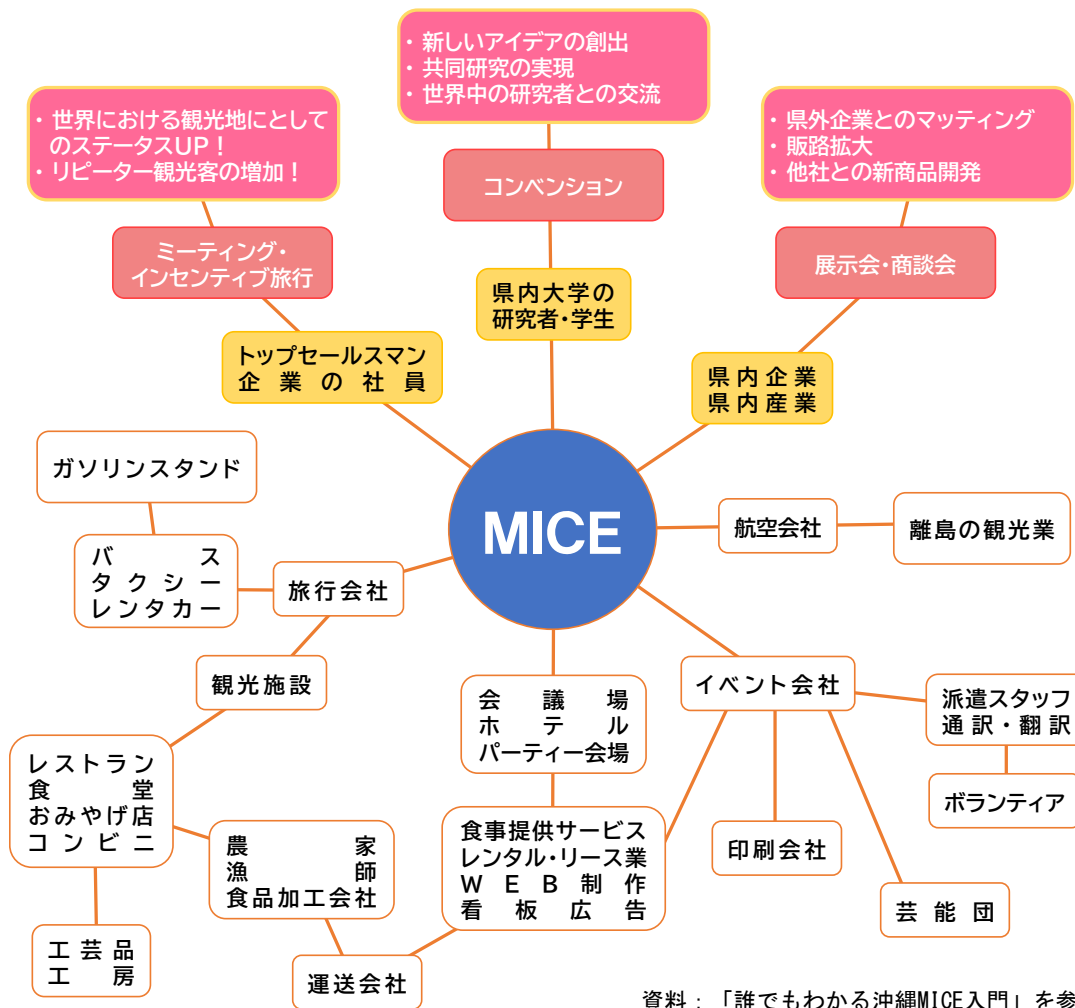 ・新しいアイデアの創出
・共同研究の実現
・世界中の研究者との交流
・世界における観光地にとして
のステータスUP！
・リピーター観光客の増加！
・県外企業とのマッティング
・販路拡大
・他社との新商品開発
コンベンション
ミーティング・
インセンティブ旅行
展示会・商談会
県内大学の
研究者・学生
トップセールスマン
企業の社員
県内企業
県内産業
ガソリンスタンド
MICE
航空会社
離島の観光業
バス
タクシー
レンタカー
旅行会社
観光施設
会議場
ホテル
パーティー会場
イベント会社
派遣スタッフ
通訳・翻訳
レストラン
食堂
おみやげ店
コンビニ
ボランティア
農家
漁師
食品加工会社
食事提供サービス
レンタル・リース業
WEB制作
看板広告
印刷会社
芸能団
工芸品
工房
運送会社
資料：「誰でもわかる沖縄MICE入門」を参